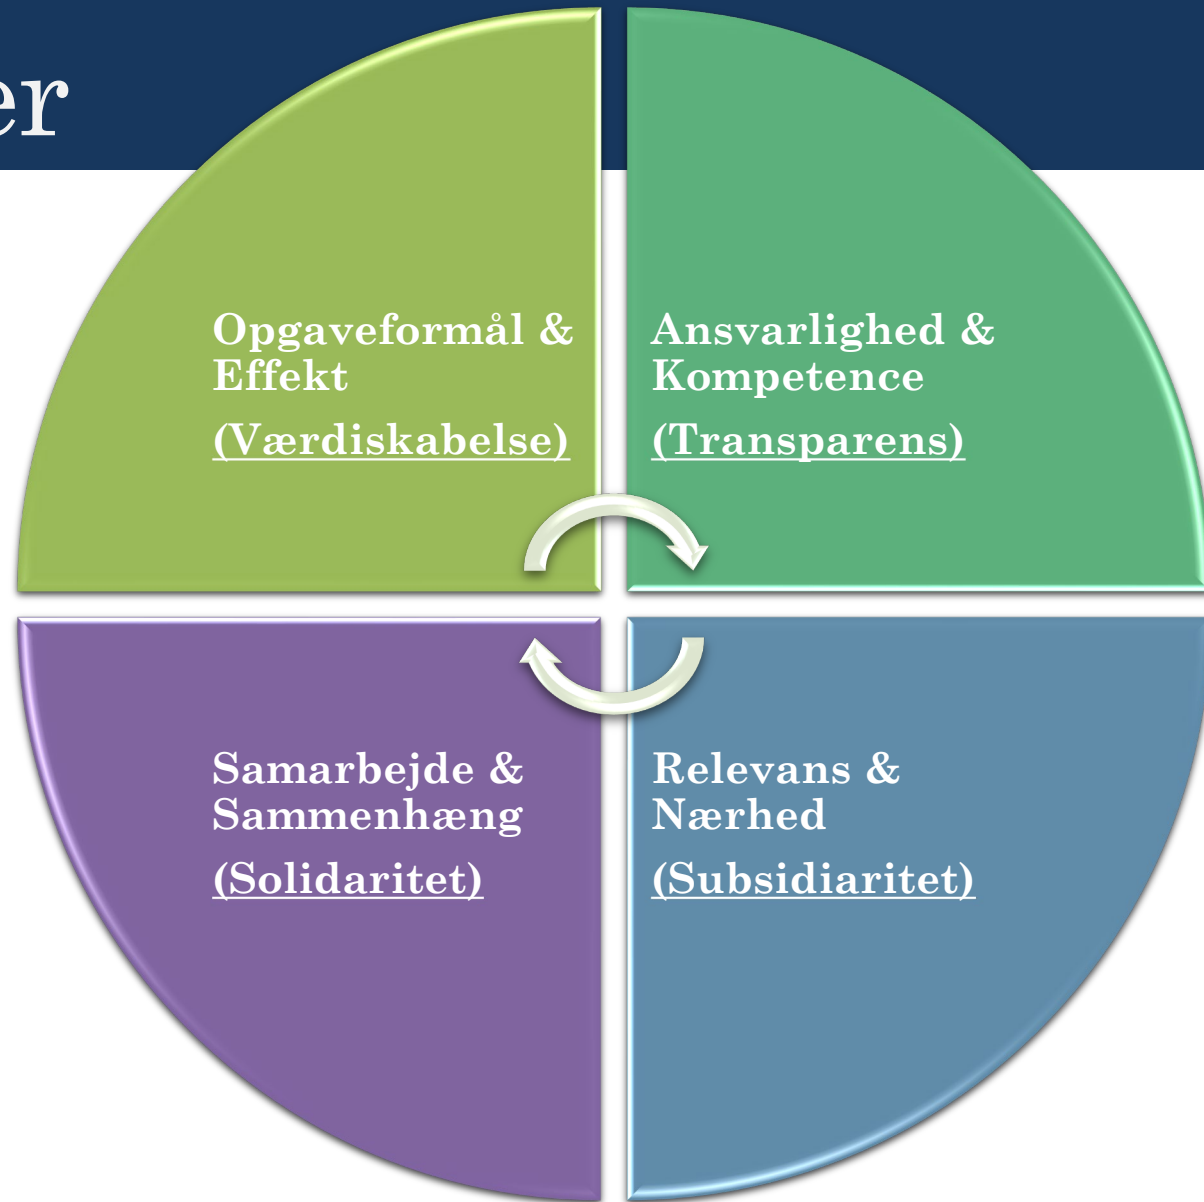 er
Opgaveformål &
Effekt
(Værdiskabelse)
Ansvarlighed &
Kompetence
(Transparens)
Samarbejde &
Sammenhæng
(Solidaritet)
Relevans &
Nærhed
(Subsidiaritet)